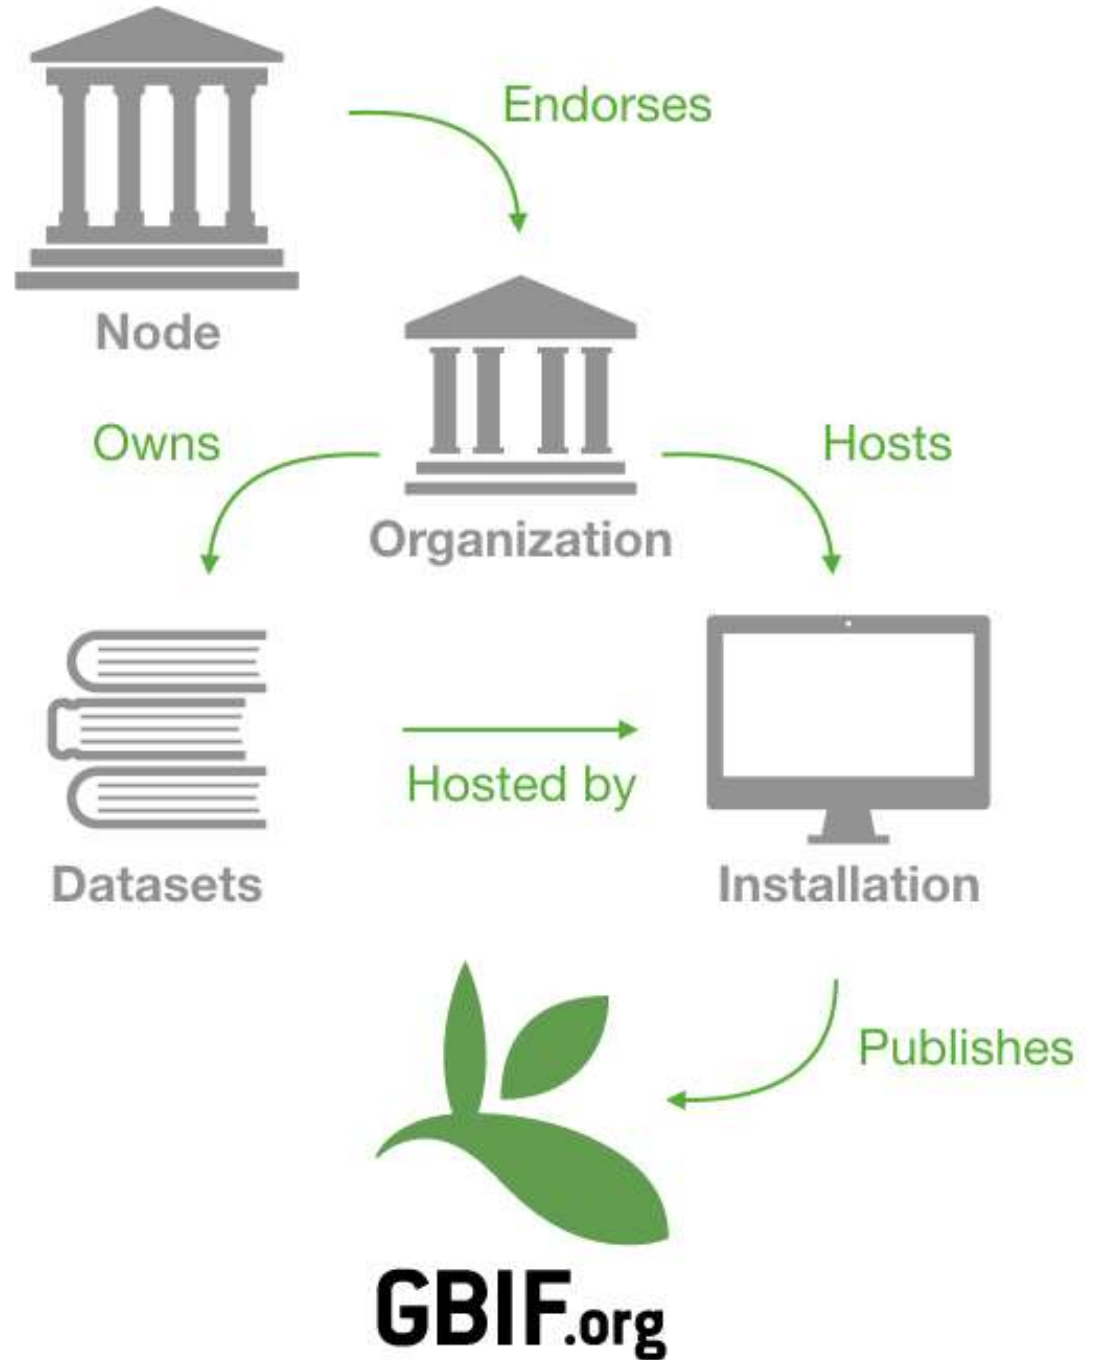 Endorses
Node
Owns
Hosts
Organization
Hosted by
Datasets
Installation
Publishes
GBIF.org